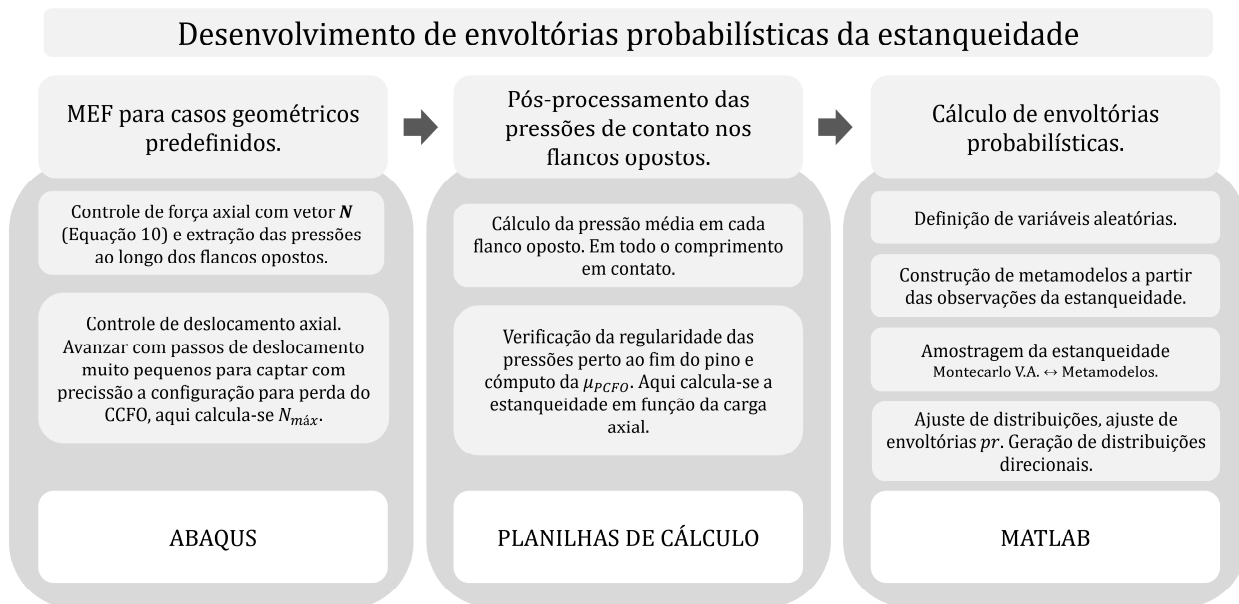 Desenvolvimento de envoltórias probabilísticas da estanqueidade
MEF para casos geométricos
predefinidos.
Controle de força axial com vetor N
(Equação 10) e extração das pressões
ao longo dos flancos opostos.
Controle de deslocamento axial.
Avanzar com passos de deslocamento
muito pequenos para captar com
precissão a configuração para perda do
CCFO, aqui calcula-se N_máx.
ABAQUS
Pós-processamento das
pressões de contato nos
flancos opostos.
Cálculo da pressão média em cada
flanco oposto. Em todo o comprimento
em contato.
Verificação da regularidade das
pressões perto ao fim do pino e
cómputo da μ_PCFO. Aqui calcula-se a
estanqueidade em função da carga
axial.
PLANILHAS DE CÁLCULO
Cálculo de envoltórias
probabilísticas.
Definição de variáveis aleatórias.
Construção de metamodelos a partir
das observações da estanqueidade.
Amostragem da estanqueidade
Montecarlo V.A. ↔ Metamodelos.
Ajuste de distribuições, ajuste de
envoltórias pr. Geração de distribuições
direcionais.
MATLAB